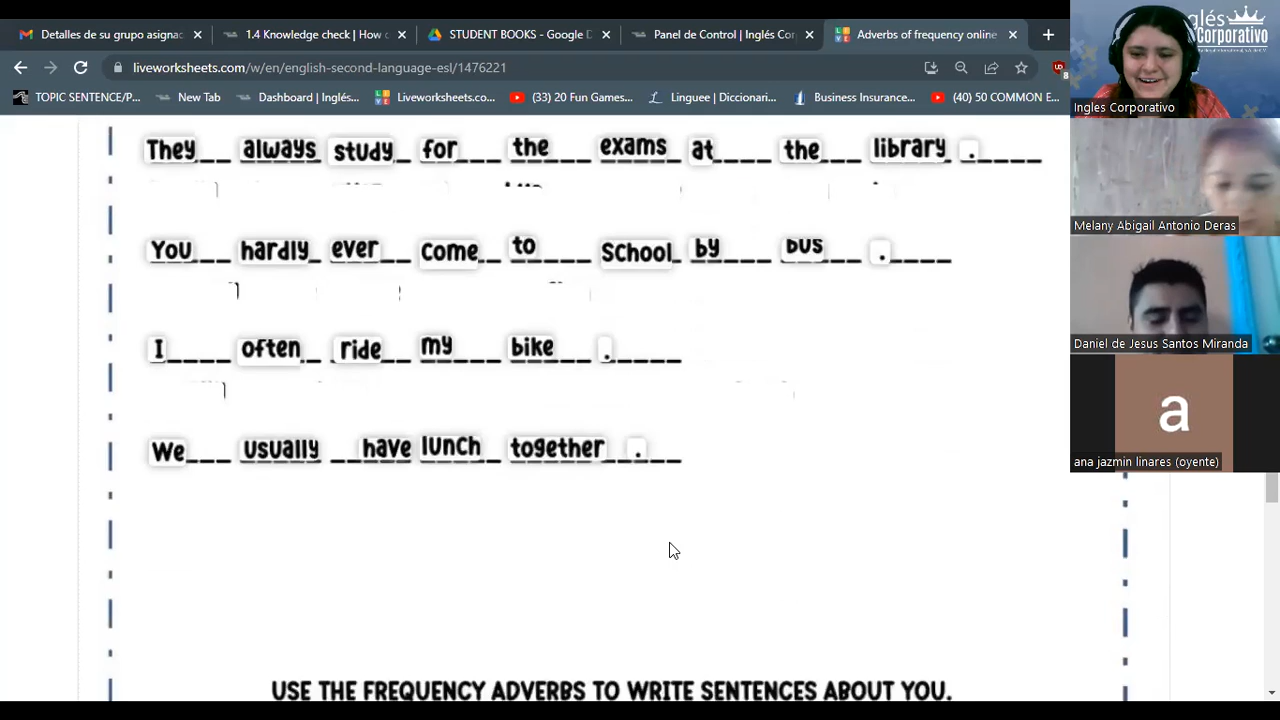 Detalles de su grupo asignac
1.4 Knowledge check | How c
STUDENT BOOKS - Google D
Panel de Control | Inglés Cor
Adverbs of frequency online
liveworksheets.com/w/en/english-second-language-esl/1476221
TOPIC SENTENCE/P...
New Tab
Dashboard | Inglés...
Liveworksheets.co...
(33) 20 Fun Games...
Linguee | Diccionari...
Business Insurance...
(40) 50 COMMON E...
They always study for the exams at the library .
You hardly ever come to School by bus .
I often ride my bike .
We usually have lunch together .
USE THE FREQUENCY ADVERBS TO WRITE SENTENCES ABOUT YOU.
glés
Corporativo
Ingles Corporativo
Melany Abigail Antonio Deras
Daniel de Jesus Santos Miranda
a
ana jazmin linares (oyente)